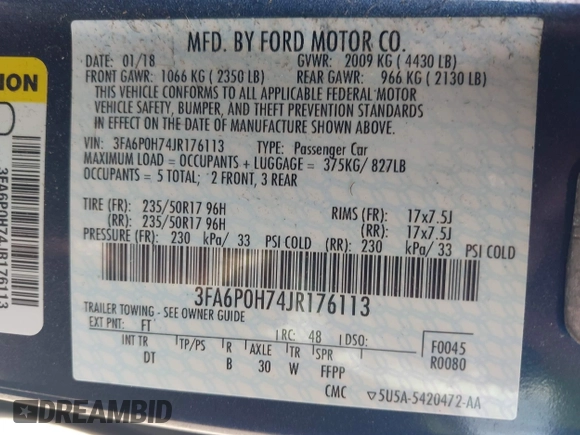 MFD. BY FORD MOTOR CO.
DATE: 01/18 GVWR: 2009 KG ( 4430 LB)
FRONT GAWR: 1066 KG ( 2350 LB) REAR GAWR: 966 KG ( 2130 LB)
THIS VEHICLE CONFORMS TO ALL APPLICABLE FEDERAL MOTOR
VEHICLE SAFETY, BUMPER, AND THEFT PREVENTION STANDARDS
IN EFFECT ON THE DATE OF MANUFACTURE SHOWN ABOVE.
VIN: 3FA6P0H74JR176113 TYPE: Passenger Car
MAXIMUM LOAD = OCCUPANTS + LUGGAGE = 375KG/ 827LB
OCCUPANTS = 5 TOTAL; 2 FRONT, 3 REAR
TIRE (FR): 235/50R17 96H RIMS (FR): 17x7.5J
(RR): 235/50R17 96H (RR): 17x7.5J
PRESSURE (FR): 230 kPa/ 33 PSI COLD (RR): 230 kPa/ 33 PSI COLD
3FA6P0H74JR176113
TRAILER TOWING - SEE OWNER GUIDE
EXT PNT: FT RC: 48 DSO: F0045
R0080
INT TR TP/PS R AXLE TR SPR
DT B 30 W FFPP
CMC 5U5A-5420472-AA
3FA6P0H74JR176113
DREAMBID